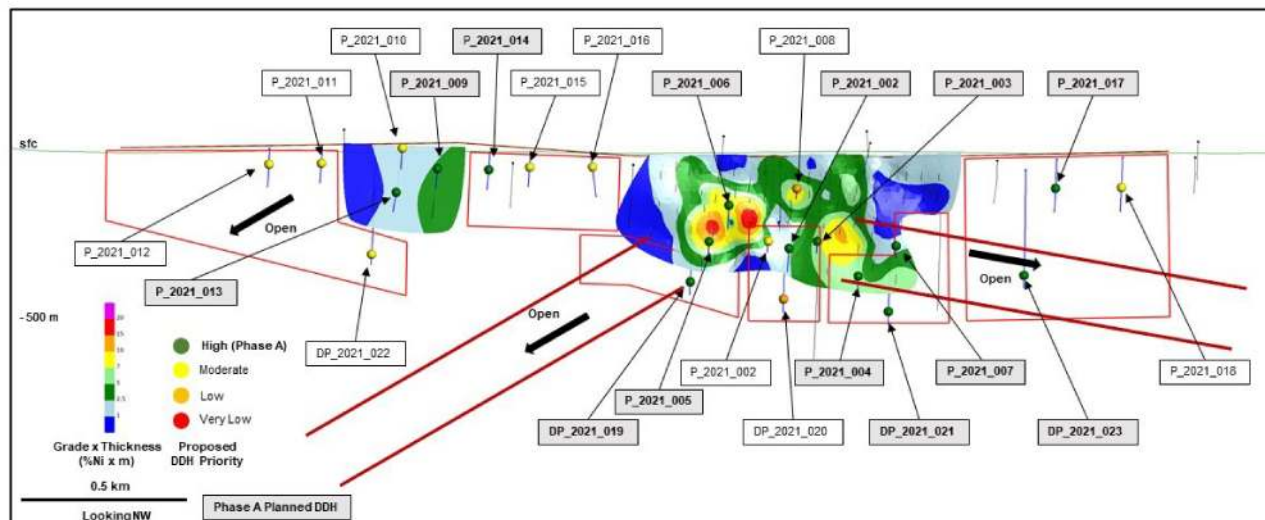 P_2021_010
P_2021_014
P_2021_016
P_2021_008
P_2021_011
P_2021_009
P_2021_015
P_2021_006
P_2021_002
P_2021_003
P_2021_017
sfc
Open
P_2021_012
P_2021_013
Open
Open
- 500 m
DP_2021_022
P_2021_002
P_2021_004
P_2021_007
P_2021_018
P_2021_005
DP_2021_019
DP_2021_020
DP_2021_021
DP_2021_023
20
15
10
7
5
2.5
1
High (Phase A)
Moderate
Low
Very Low
Grade x Thickness
(%Ni x m)
Proposed
DDH Priority
0.5 km
Looking NW
Phase A Planned DDH